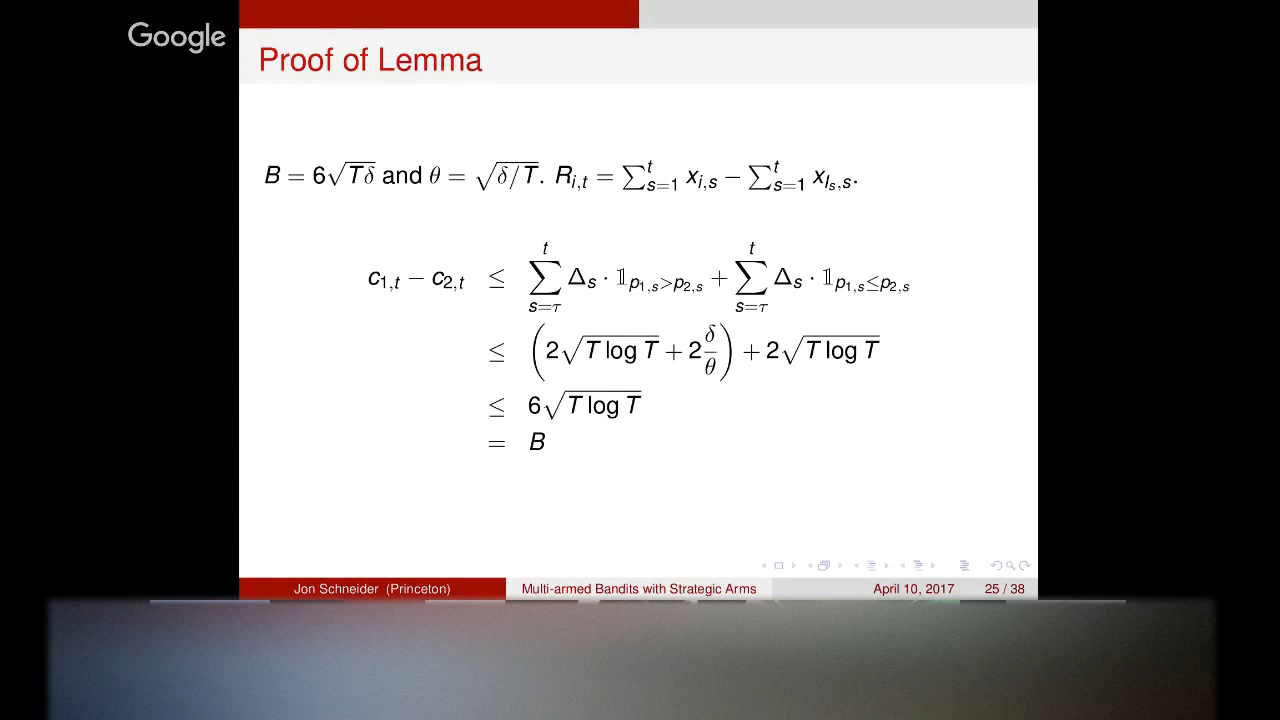 Google
Proof of Lemma
B = 6√(Tδ) and θ = √(δ/T). R_{i,t} = ∑_{s=1}^{t} x_{i,s} − ∑_{s=1}^{t} x_{I_s,s}.
c_{1,t} − c_{2,t} ≤ ∑_{s=τ}^{t} Δ_s · 𝟙_{p_{1,s}>p_{2,s}} + ∑_{s=τ}^{t} Δ_s · 𝟙_{p_{1,s}≤p_{2,s}}
≤ (2√(T log T) + 2 δ/θ) + 2√(T log T)
≤ 6√(T log T)
= B
Jon Schneider (Princeton) Multi-armed Bandits with Strategic Arms April 10, 2017 25 / 38